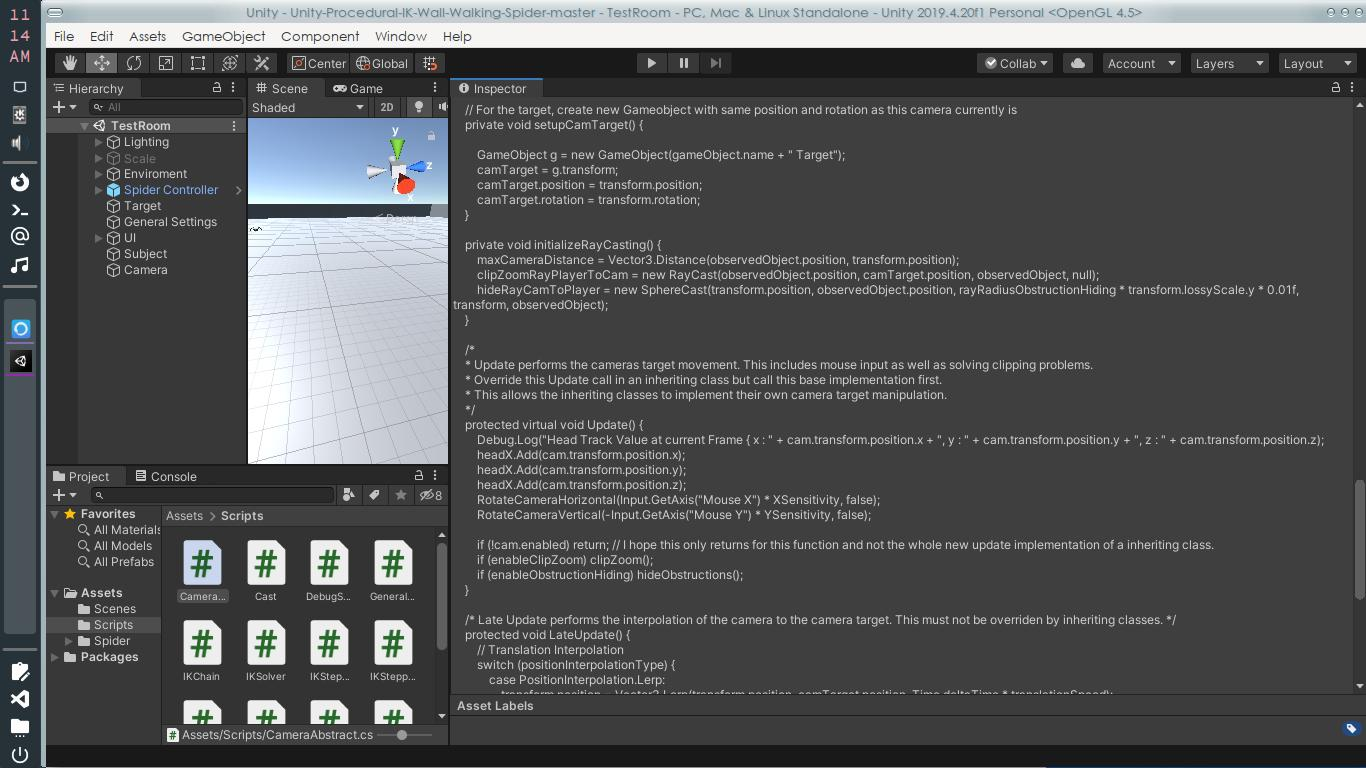 11
14
AM
Unity - Unity-Procedural-IK-Wall-Walking-Spider-master - TestRoom - PC, Mac & Linux Standalone - Unity 2019.4.20f1 Personal <OpenGL 4.5>
File Edit Assets GameObject Component Window Help
Center Global Collab Account Layers Layout
Hierarchy
All
TestRoom
Lighting
Scale
Enviroment
Spider Controller
Target
General Settings
UI
Subject
Camera
Scene Game
Shaded 2D
y
z
x
< Persp
Inspector
// For the target, create new Gameobject with same position and rotation as this camera currently is
private void setupCamTarget() {
GameObject g = new GameObject(gameObject.name + " Target");
camTarget = g.transform;
camTarget.position = transform.position;
camTarget.rotation = transform.rotation;
}
private void initializeRayCasting() {
maxCameraDistance = Vector3.Distance(observedObject.position, transform.position);
clipZoomRayPlayerToCam = new RayCast(observedObject.position, camTarget.position, observedObject, null);
hideRayCamToPlayer = new SphereCast(transform.position, observedObject.position, rayRadiusObstructionHiding * transform.lossyScale.y * 0.01f,
transform, observedObject);
}
/*
* Update performs the cameras target movement. This includes mouse input as well as solving clipping problems.
* Override this Update call in an inheriting class but call this base implementation first.
* This allows the inheriting classes to implement their own camera target manipulation.
*/
protected virtual void Update() {
Debug.Log("Head Track Value at current Frame { x : " + cam.transform.position.x + ", y : " + cam.transform.position.y + ", z : " + cam.transform.position.z);
headX.Add(cam.transform.position.x);
headX.Add(cam.transform.position.y);
headX.Add(cam.transform.position.z);
RotateCameraHorizontal(Input.GetAxis("Mouse X") * XSensitivity, false);
RotateCameraVertical(-Input.GetAxis("Mouse Y") * YSensitivity, false);
if (!cam.enabled) return; // I hope this only returns for this function and not the whole new update implementation of a inheriting class.
if (enableClipZoom) clipZoom();
if (enableObstructionHiding) hideObstructions();
}
/* Late Update performs the interpolation of the camera to the camera target. This must not be overriden by inheriting classes. */
protected void LateUpdate() {
// Translation Interpolation
switch (positionInterpolationType) {
case PositionInterpolation.Lerp:
transform.position = Vector3.Lerp(transform.position, camTarget.position, Time.deltaTime * translationSpeed);
Asset Labels
Project Console
8
Favorites
All Materials
All Models
All Prefabs
Assets
Scenes
Scripts
Spider
Packages
Assets > Scripts
Camera... Cast DebugS... General...
IKChain IKSolver IKStep... IKStepp...
Assets/Scripts/CameraAbstract.cs